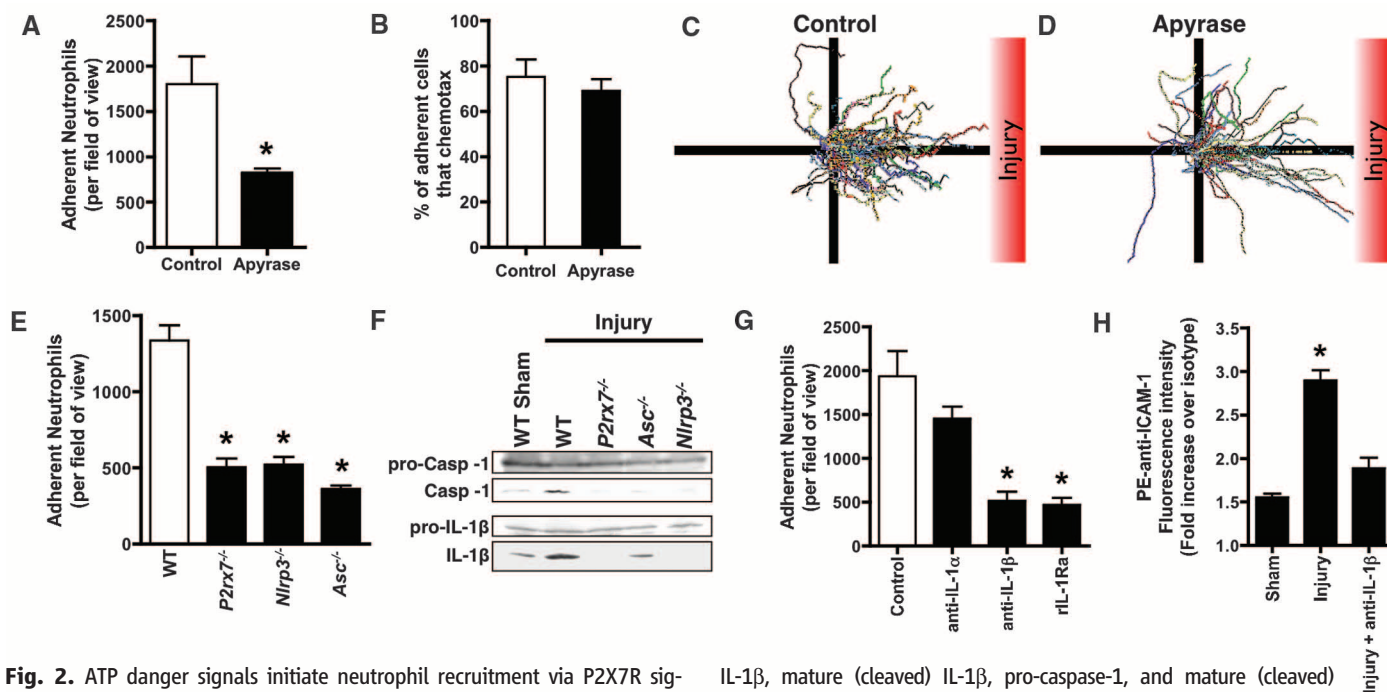 A
Adherent Neutrophils
(per field of view)
2500
2000
1500
1000
500
0
*
Control
Apyrase
B
% of adherent cells
that chemotax
100
80
60
40
20
0
Control
Apyrase
C
Control
Injury
D
Apyrase
Injury
E
Adherent Neutrophils
(per field of view)
1500
1000
500
0
*
*
*
WT
P2rx7-/-
Nlrp3-/-
Asc-/-
F
Injury
WT Sham
WT
P2rx7-/-
Asc-/-
Nlrp3-/-
pro-Casp -1
Casp -1
pro-IL-1β
IL-1β
G
Adherent Neutrophils
(per field of view)
2500
2000
1500
1000
500
0
*
*
Control
anti-IL-1α
anti-IL-1β
rIL-1Ra
H
PE-anti-ICAM-1
Fluorescence intensity
(Fold increase over isotype)
3.5
3.0
2.5
2.0
1.5
1.0
*
Sham
Injury
Injury + anti-IL-1β
Fig. 2. ATP danger signals initiate neutrophil recruitment via P2X7R sig-
IL-1β, mature (cleaved) IL-1β, pro-caspase-1, and mature (cleaved)